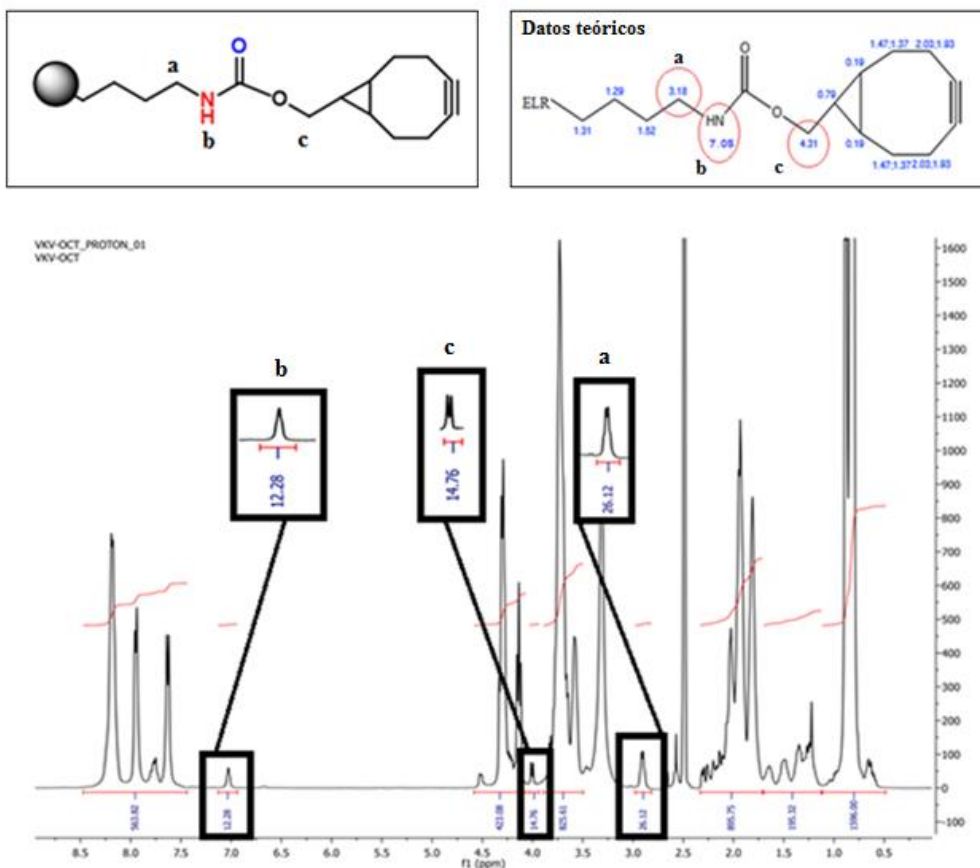 a
O
N
H
b
O
c
Datos teóricos
1.47;1.37 2.03;1.93
a
O
0.19
3.18
1.29
0.79
ELR
HN
O
1.31
1.52
7.05
4.31
0.19
b
c
1.47;1.37 2.03;1.93
VKV-OCT_PROTON_01
VKV-OCT
1600
1500
1400
1300
1200
1100
1000
900
800
700
600
500
400
300
200
100
0
-100
b
12.28
c
14.76
a
26.12
563.82
12.28
423.08
14.76
825.61
26.12
895.75
195.32
1596.00
8.5 8.0 7.5 7.0 6.5 6.0 5.5 5.0 4.5 4.0 3.5 3.0 2.5 2.0 1.5 1.0 0.5
f1 (ppm)